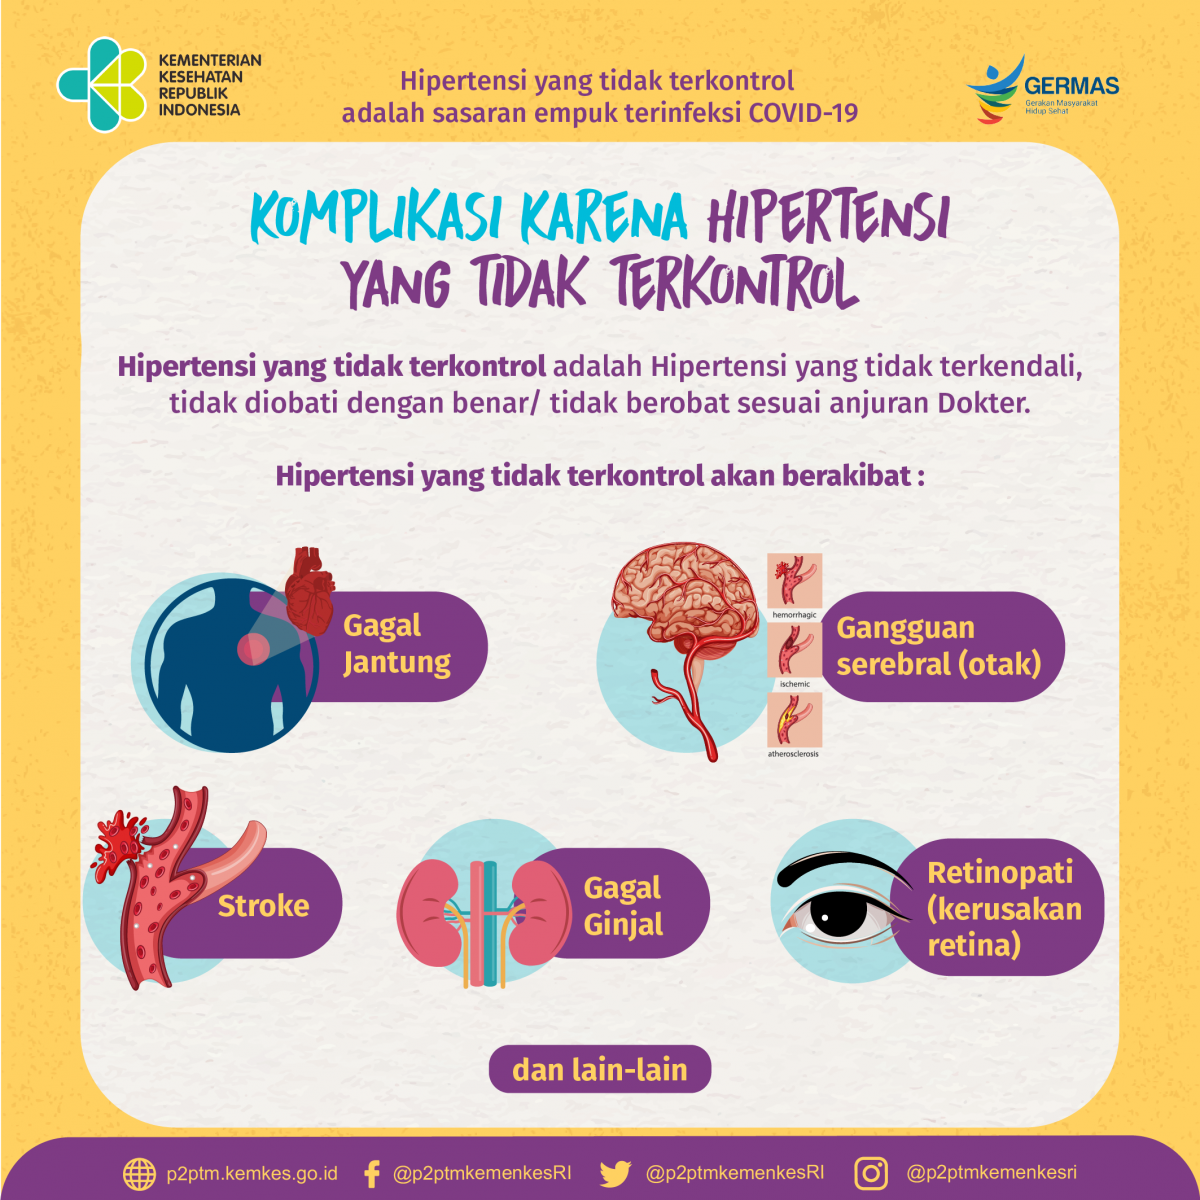 KEMENTERIAN
KESEHATAN
REPUBLIK
INDONESIA
Hipertensi yang tidak terkontrol
adalah sasaran empuk terinfeksi COVID-19
GERMAS
Gerakan Masyarakat
Hidup Sehat
KOMPLIKASI KARENA HIPERTENSI
YANG TIDAK TERKONTROL
Hipertensi yang tidak terkontrol adalah Hipertensi yang tidak terkendali,
tidak diobati dengan benar/ tidak berobat sesuai anjuran Dokter.
Hipertensi yang tidak terkontrol akan berakibat :
Gagal
Jantung
hemorrhagic
ischemic
atherosclerosis
Gangguan
serebral (otak)
Stroke
Gagal
Ginjal
Retinopati
(kerusakan
retina)
dan lain-lain
p2ptm.kemkes.go.id
@p2ptmkemenkesRI
@p2ptmkemenkesRI
@p2ptmkemenkesri